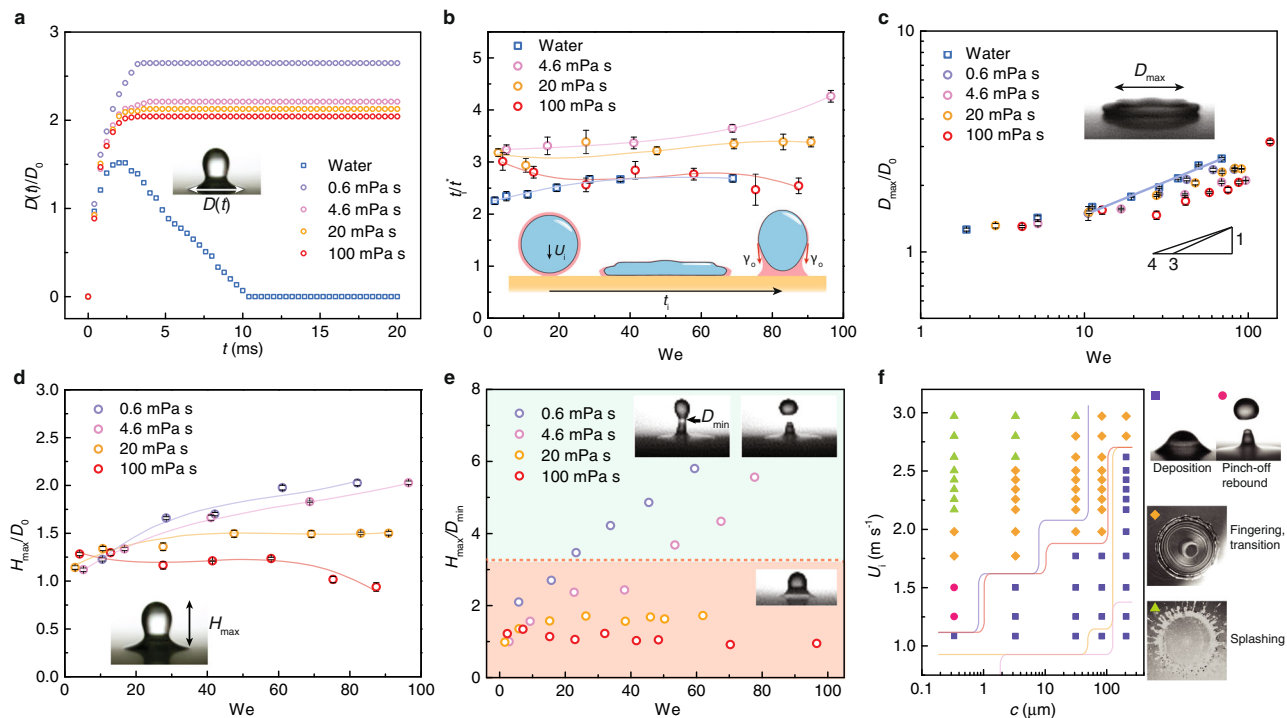 a
D(t)/D0
3
2
1
0
D(t)
Water
0.6 mPa s
4.6 mPa s
20 mPa s
100 mPa s
0 5 10 15 20
t (ms)
b
ti/t*
5
4
3
2
1
0
Water
4.6 mPa s
20 mPa s
100 mPa s
Ui
γo γo
ti
0 20 40 60 80 100
We
c
Dmax/D0
10
1
Water
0.6 mPa s
4.6 mPa s
20 mPa s
100 mPa s
Dmax
1
4 3
1 10 100
We
d
Hmax/D0
3.0
2.5
2.0
1.5
1.0
0.5
0.0
0.6 mPa s
4.6 mPa s
20 mPa s
100 mPa s
Hmax
0 20 40 60 80 100
We
e
Hmax/Dmin
8
6
4
2
0
0.6 mPa s
4.6 mPa s
20 mPa s
100 mPa s
Dmin
0 20 40 60 80 100
We
f
Ui (m s-1)
3.0
2.5
2.0
1.5
1.0
0.1 1 10 100
c (μm)
Deposition
Pinch-off
rebound
Fingering,
transition
Splashing